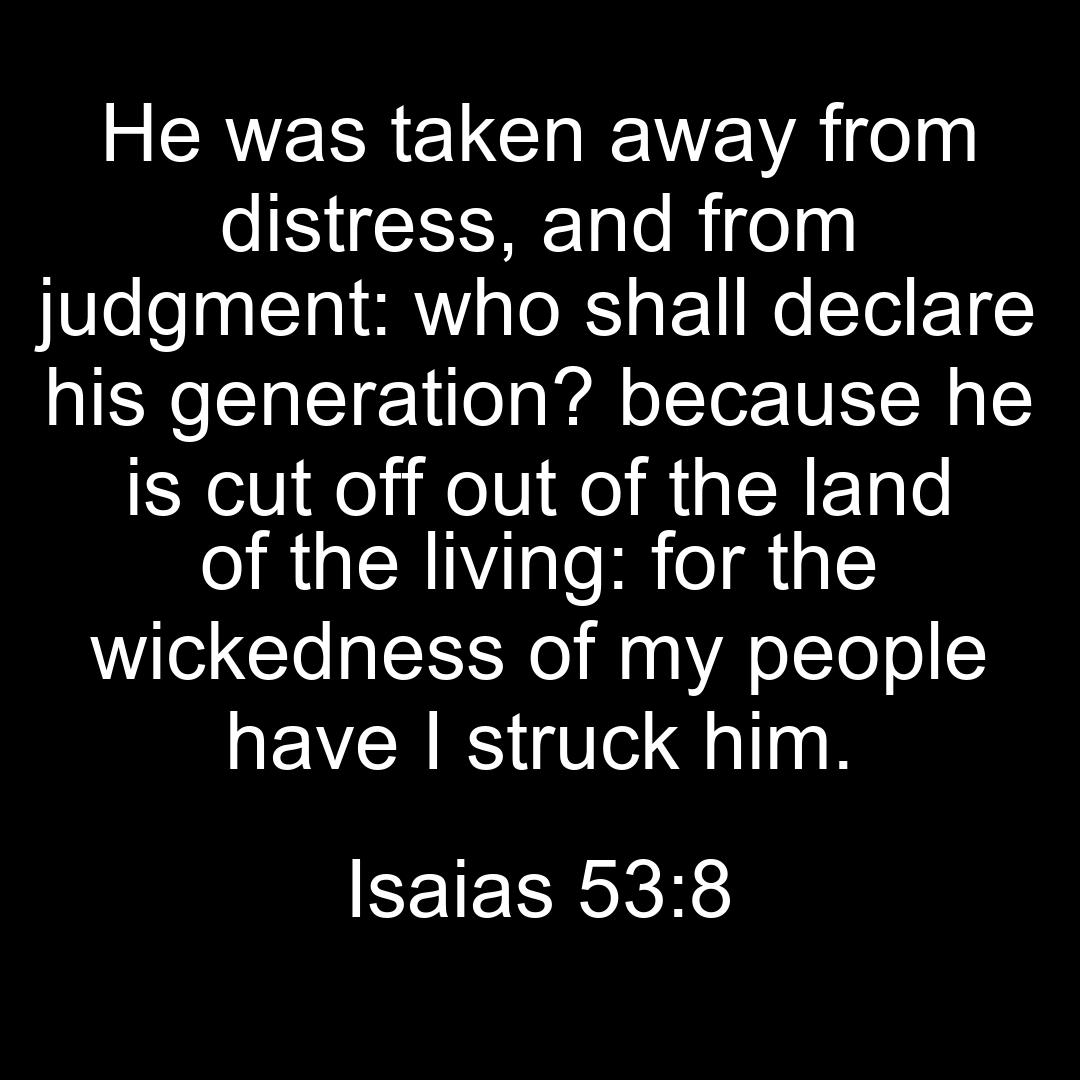 He was taken away from
distress, and from
judgment: who shall declare
his generation? because he
is cut off out of the land
of the living: for the
wickedness of my people
have I struck him.
Isaias 53:8